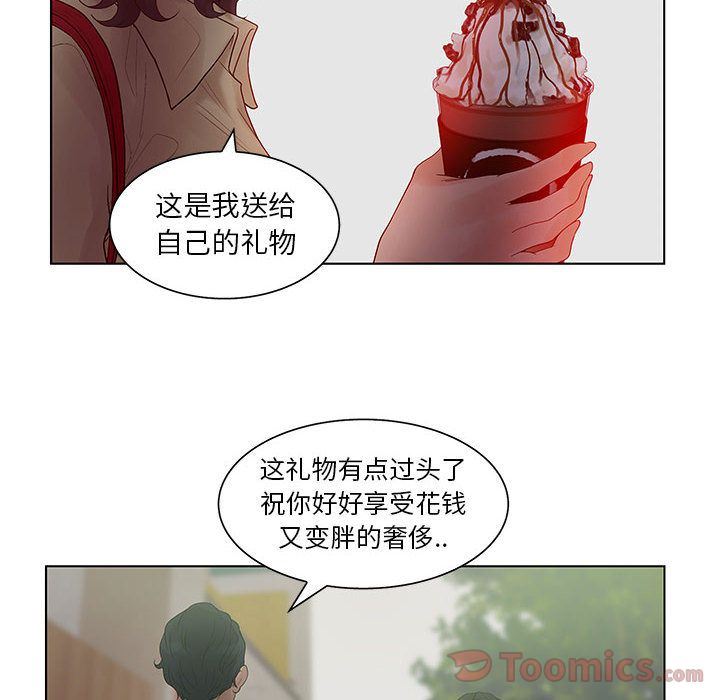 这是我送给
自己的礼物
这礼物有点过头了
祝你好好享受花钱
又变胖的奢侈..
Toomics.com